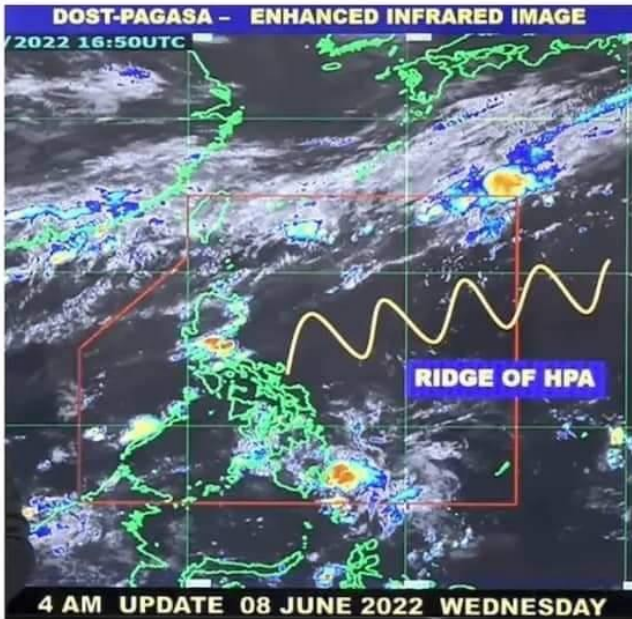 DOST-PAGASA – ENHANCED INFRARED IMAGE
/2022 16:50UTC
RIDGE OF HPA
4 AM UPDATE 08 JUNE 2022 WEDNESDAY